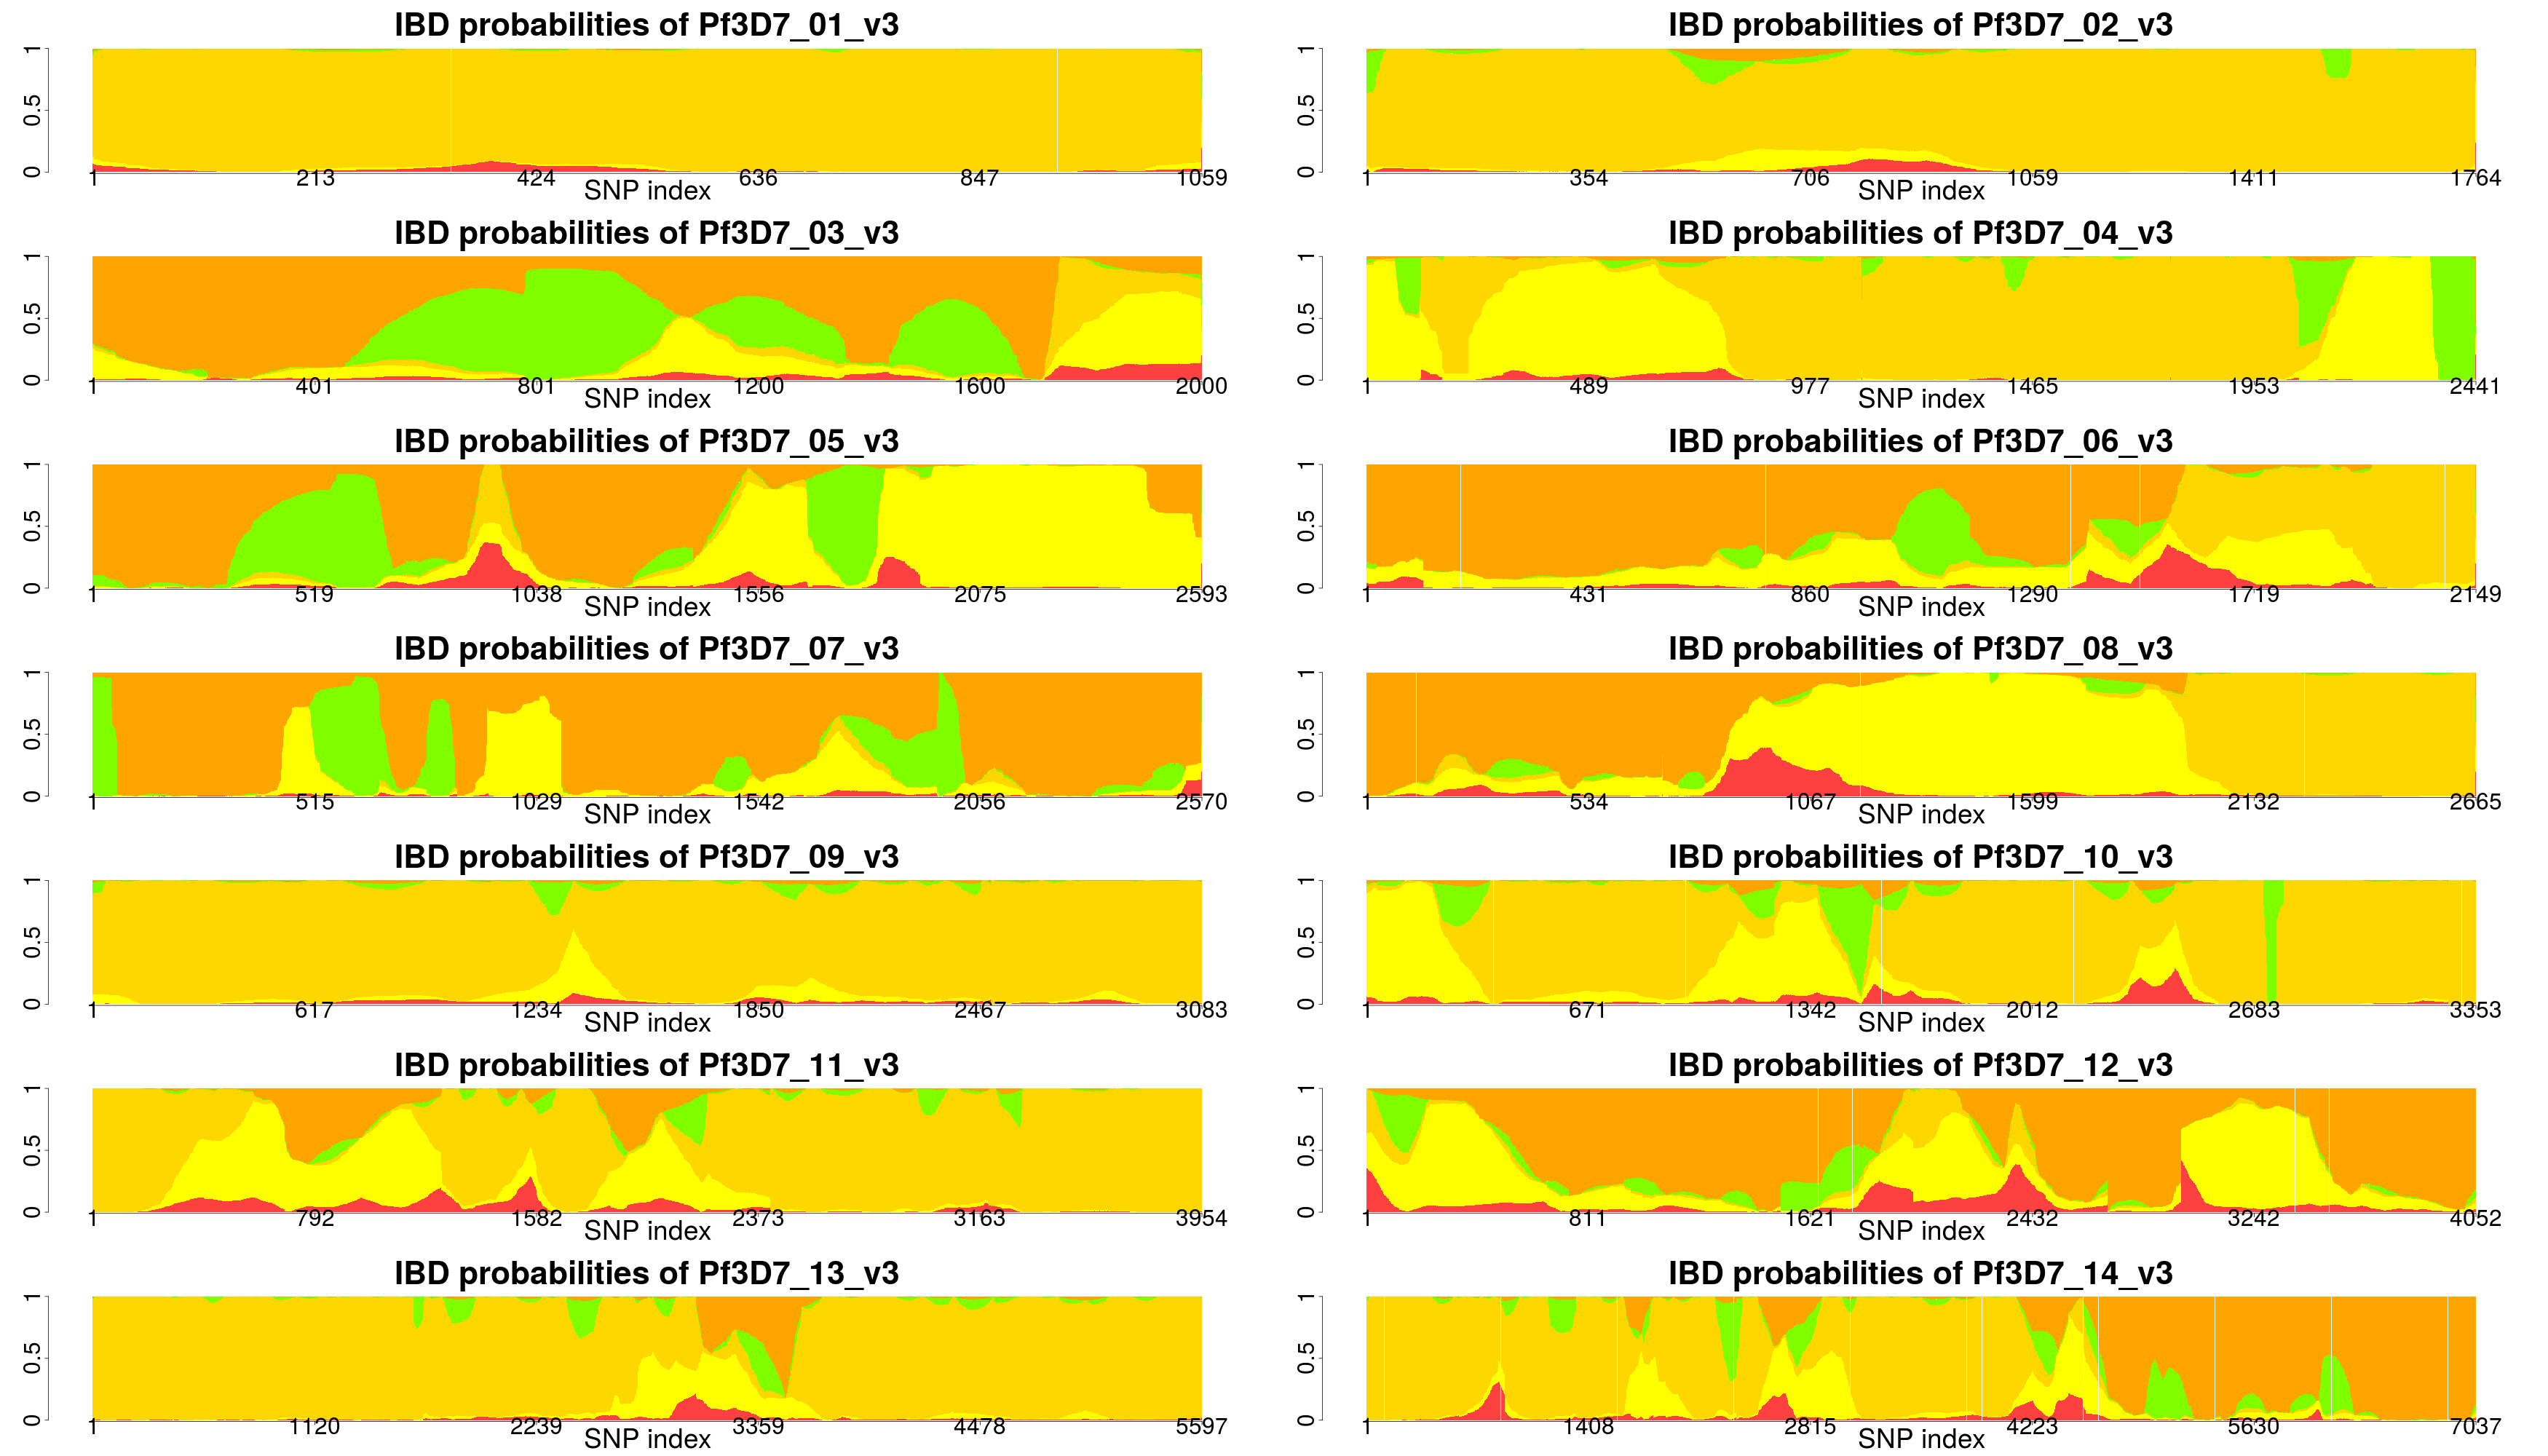 IBD probabilities of Pf3D7_01_v3
0 0.5 1
1 213 424 636 847 1059
SNP index
IBD probabilities of Pf3D7_02_v3
0 0.5 1
1 354 706 1059 1411 1764
SNP index
IBD probabilities of Pf3D7_03_v3
0 0.5 1
1 401 801 1200 1600 2000
SNP index
IBD probabilities of Pf3D7_04_v3
0 0.5 1
1 489 977 1465 1953 2441
SNP index
IBD probabilities of Pf3D7_05_v3
0 0.5 1
1 519 1038 1556 2075 2593
SNP index
IBD probabilities of Pf3D7_06_v3
0 0.5 1
1 431 860 1290 1719 2149
SNP index
IBD probabilities of Pf3D7_07_v3
0 0.5 1
1 515 1029 1542 2056 2570
SNP index
IBD probabilities of Pf3D7_08_v3
0 0.5 1
1 534 1067 1599 2132 2665
SNP index
IBD probabilities of Pf3D7_09_v3
0 0.5 1
1 617 1234 1850 2467 3083
SNP index
IBD probabilities of Pf3D7_10_v3
0 0.5 1
1 671 1342 2012 2683 3353
SNP index
IBD probabilities of Pf3D7_11_v3
0 0.5 1
1 792 1582 2373 3163 3954
SNP index
IBD probabilities of Pf3D7_12_v3
0 0.5 1
1 811 1621 2432 3242 4052
SNP index
IBD probabilities of Pf3D7_13_v3
0 0.5 1
1 1120 2239 3359 4478 5597
SNP index
IBD probabilities of Pf3D7_14_v3
0 0.5 1
1 1408 2815 4223 5630 7037
SNP index